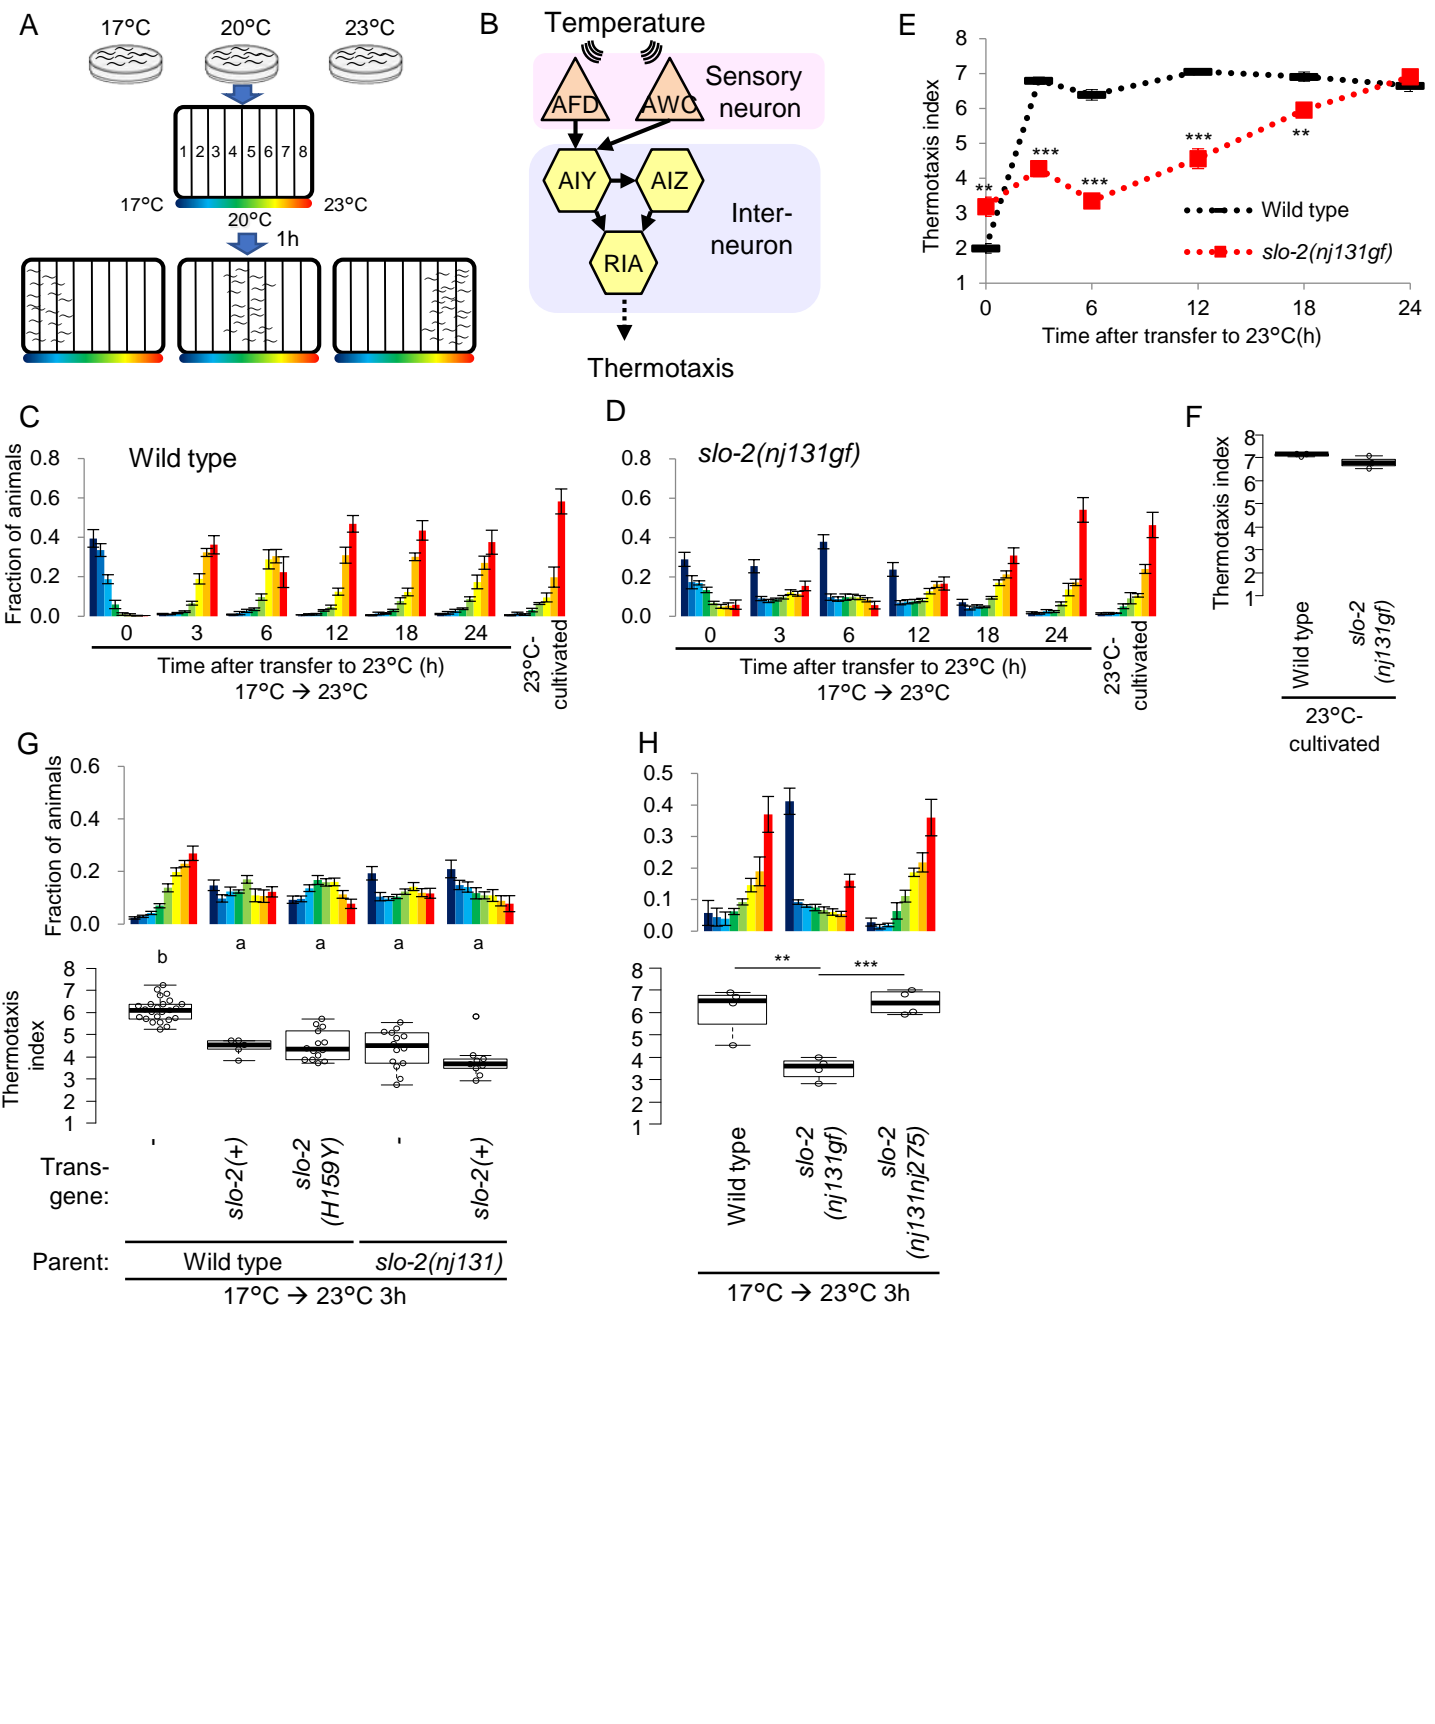 A
17°C
20°C
23°C
1 2 3 4 5 6 7 8
17°C
23°C
20°C
1h
B
Temperature
Sensory
neuron
AFD
AWC
AIY
AIZ
RIA
Inter-
neuron
Thermotaxis
E
Thermotaxis index
8
7
6
5
4
3
2
1
**
***
***
***
**
Wild type
slo-2(nj131gf)
0 6 12 18 24
Time after transfer to 23°C(h)
C
Wild type
Fraction of animals
0.8
0.6
0.4
0.2
0.0
0 3 6 12 18 24
Time after transfer to 23°C (h)
17°C → 23°C
23°C-
cultivated
D
slo-2(nj131gf)
0.8
0.6
0.4
0.2
0.0
0 3 6 12 18 24
Time after transfer to 23°C (h)
17°C → 23°C
23°C-
cultivated
F
Thermotaxis index
8
7
6
5
4
3
2
1
Wild type
slo-2
(nj131gf)
23°C-
cultivated
G
Fraction of animals
0.6
0.4
0.2
0.0
b
a
a
a
a
Thermotaxis
index
8
7
6
5
4
3
2
1
Trans-
gene:
-
slo-2(+)
slo-2
(H159Y)
-
slo-2(+)
Parent:
Wild type
slo-2(nj131)
17°C → 23°C 3h
H
0.5
0.4
0.3
0.2
0.1
0.0
**
***
8
7
6
5
4
3
2
1
Wild type
slo-2
(nj131gf)
slo-2
(nj131nj275)
17°C → 23°C 3h